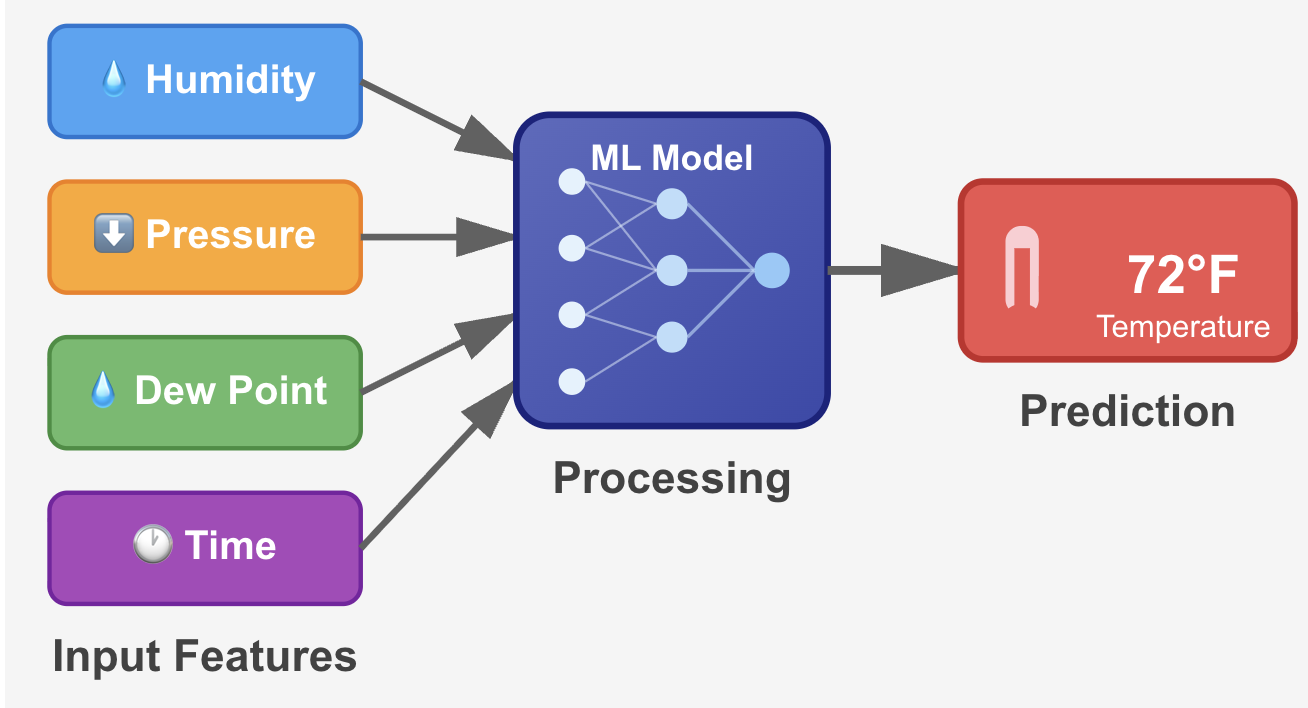 Humidity
Pressure
Dew Point
Time
Input Features
ML Model
Processing
72°F
Temperature
Prediction